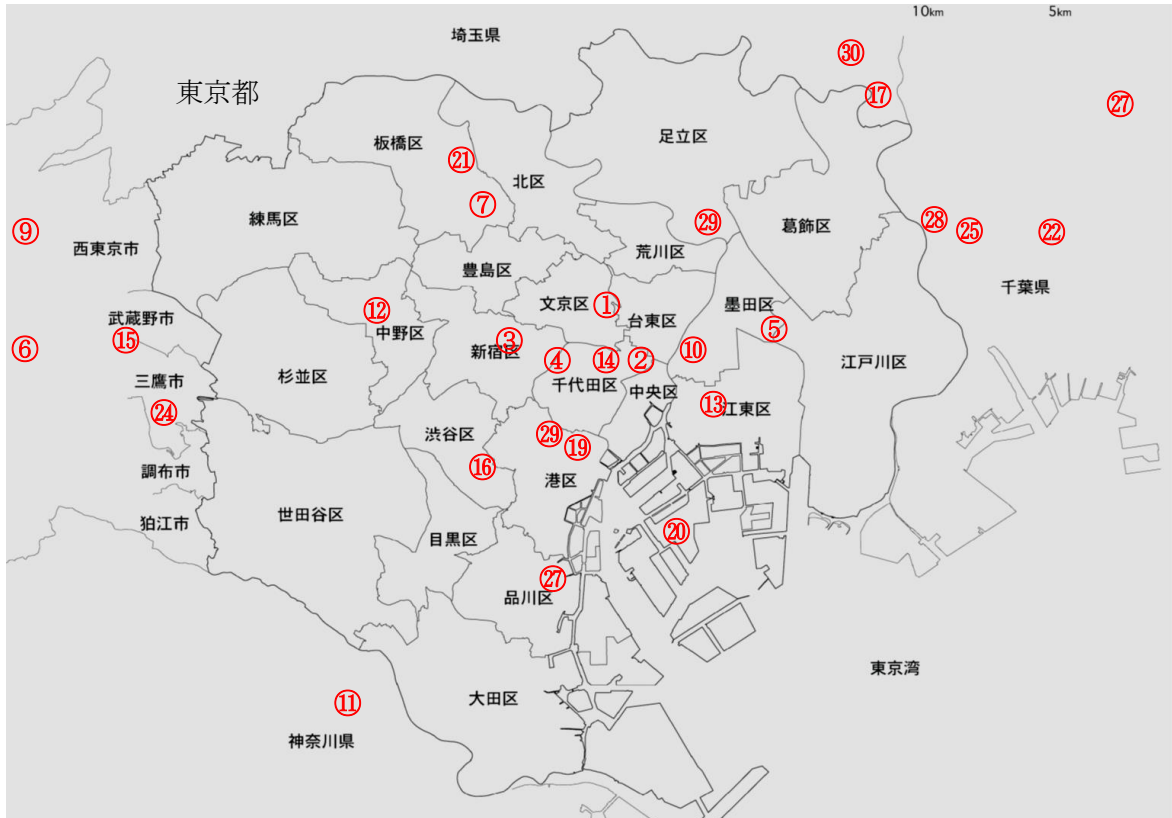 10km 5km
埼玉県
㉚
東京都
⑰
㉗
足立区
板橋区
㉑
北区
⑦
練馬区
㉙
葛飾区
㉘
⑨
㉕
㉒
西東京市
荒川区
豊島区
千葉県
文京区
①
墨田区
⑫
武蔵野市
台東区
⑤
中野区
⑮
③
新宿区
⑥
④
⑭
②
⑩
江戸川区
杉並区
三鷹市
千代田区
中央区
㉔
⑬
江東区
渋谷区
㉙
⑲
⑯
調布市
港区
世田谷区
狛江市
⑳
目黒区
㉗
品川区
東京湾
大田区
⑪
神奈川県